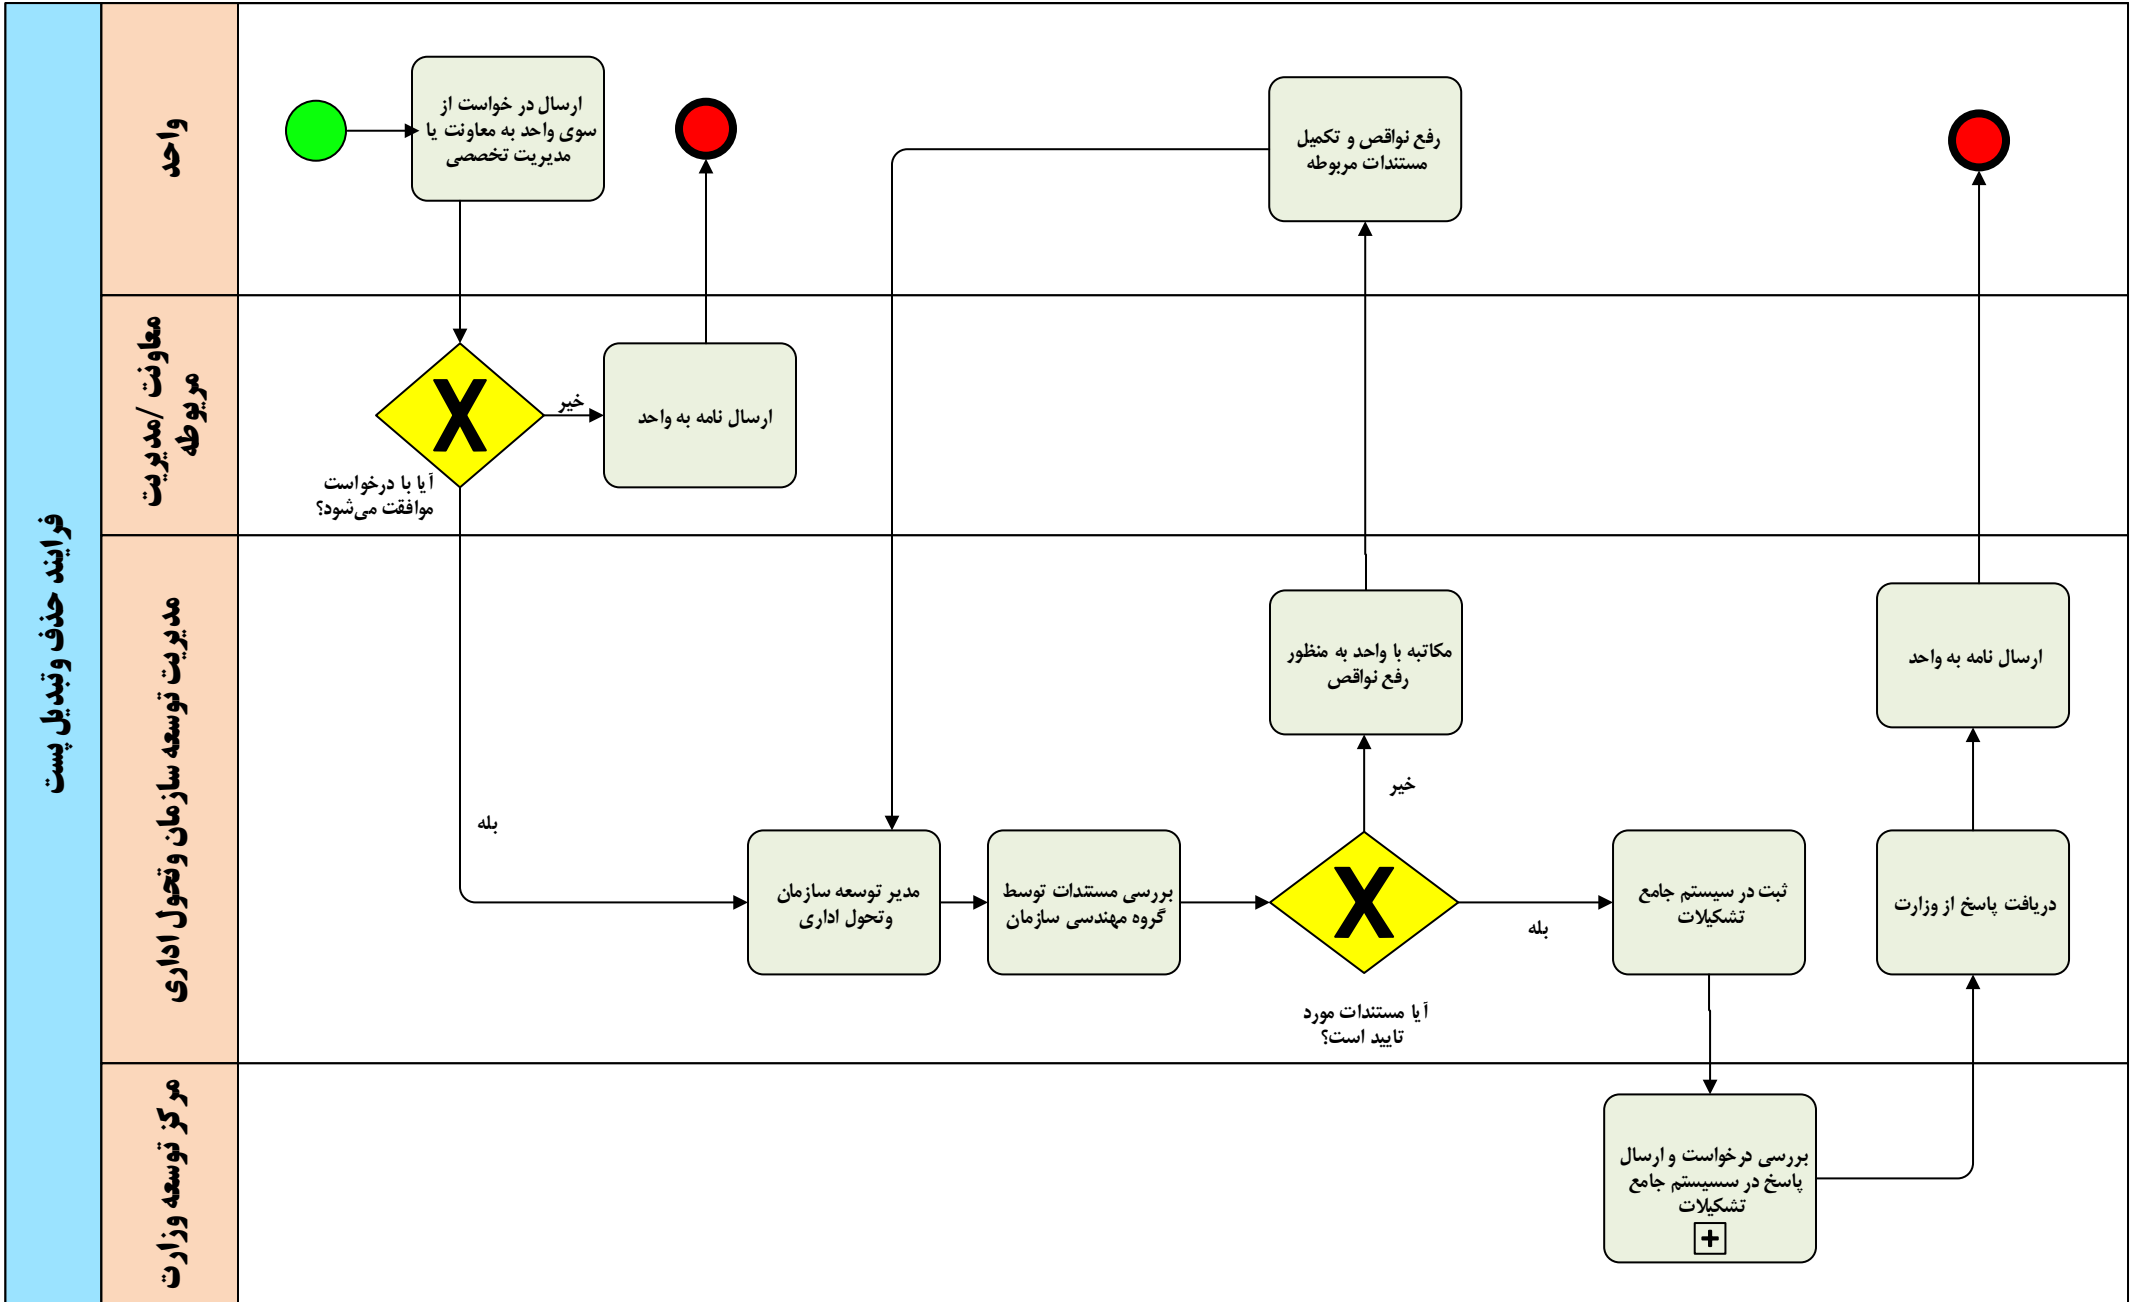 فرایند حذف وتبدیل پست
واحد
ارسال در خواست از
سوی واحد به معاونت یا
مدیریت تخصصی
رفع نواقص و تکمیل
مستندات مربوطه
معاونت /مدیریت
مربوطه
آیا با درخواست
موافقت می‌شود؟
خیر
ارسال نامه به واحد
مدیریت توسعه سازمان وتحول اداری
بله
مدیر توسعه سازمان
وتحول اداری
بررسی مستندات توسط
گروه مهندسی سازمان
مکاتبه با واحد به منظور
رفع نواقص
خیر
آیا مستندات مورد
تایید است؟
بله
ثبت در سیستم جامع
تشکیلات
ارسال نامه به واحد
دریافت پاسخ از وزارت
مرکز توسعه وزارت
بررسی درخواست و ارسال
پاسخ در سسیستم جامع
تشکیلات